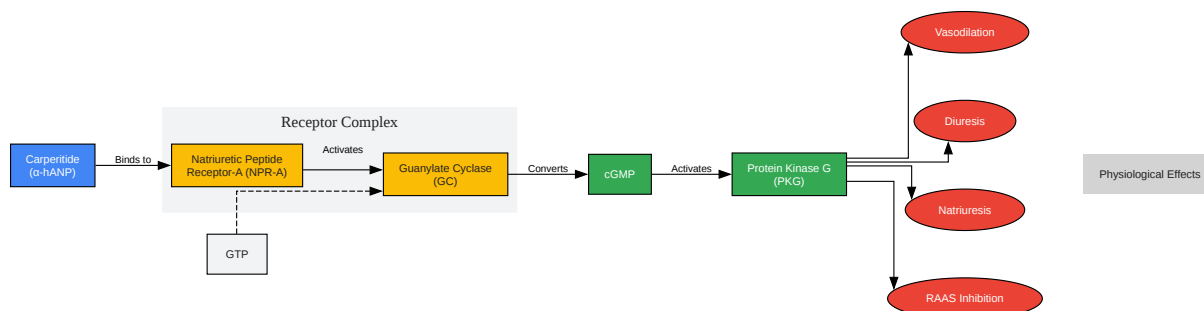 Carperitide
(α-hANP)
Binds to
Receptor Complex
Natriuretic Peptide
Receptor-A (NPR-A)
Activates
Guanylate Cyclase
(GC)
GTP
Converts
cGMP
Activates
Protein Kinase G
(PKG)
Vasodilation
Diuresis
Natriuresis
RAAS Inhibition
Physiological Effects